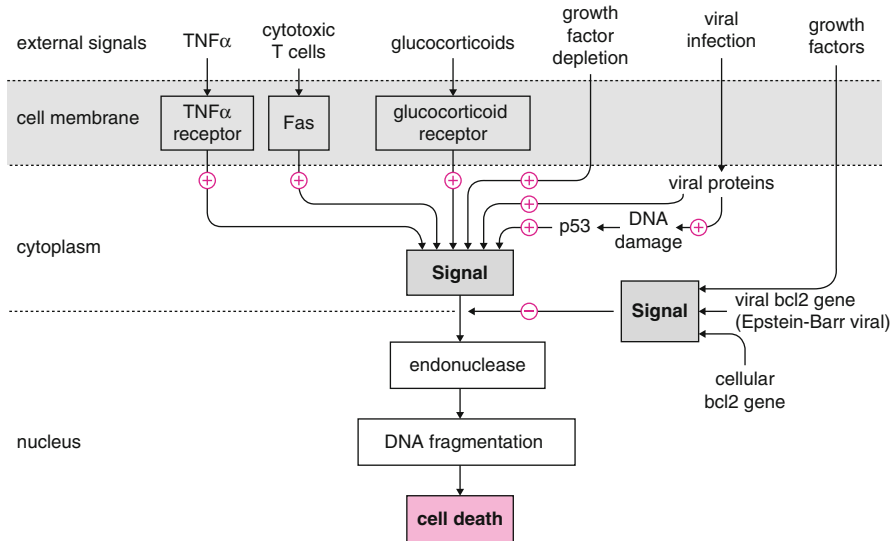 external signals
TNFα
cytotoxic
T cells
glucocorticoids
growth
factor
depletion
viral
infection
growth
factors
cell membrane
TNFα
receptor
Fas
glucocorticoid
receptor
+
+
+
+
viral proteins
+
+
p53
DNA
damage
+
cytoplasm
Signal
Signal
viral bcl2 gene
(Epstein-Barr viral)
−
endonuclease
cellular
bcl2 gene
nucleus
DNA fragmentation
cell death